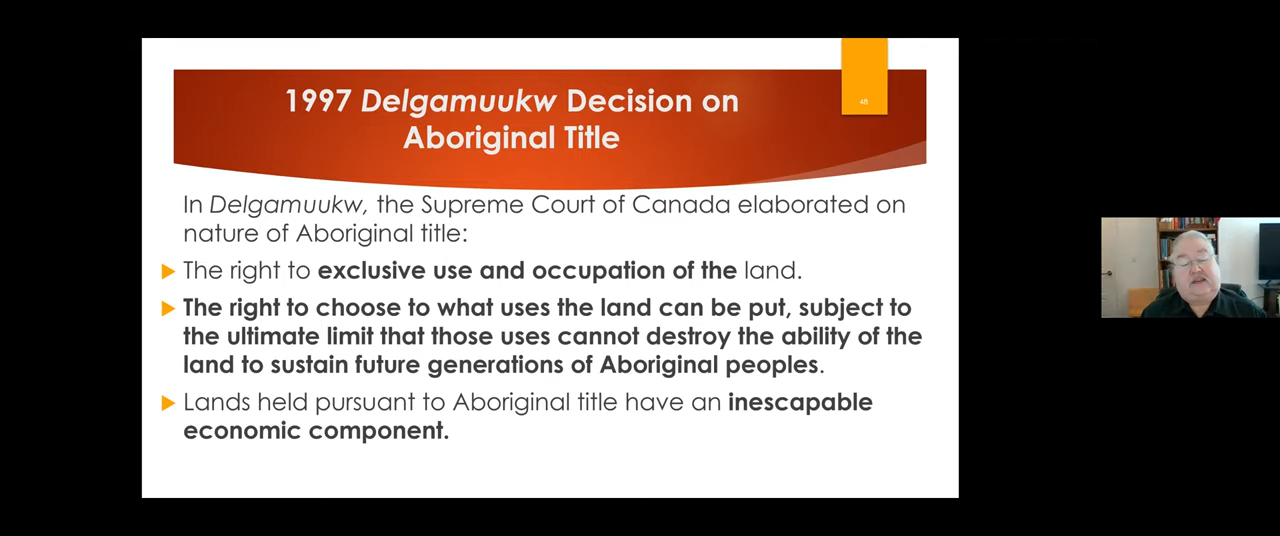 48
1997 Delgamuukw Decision on
Aboriginal Title
In Delgamuukw, the Supreme Court of Canada elaborated on
nature of Aboriginal title:
The right to exclusive use and occupation of the land.
The right to choose to what uses the land can be put, subject to
the ultimate limit that those uses cannot destroy the ability of the
land to sustain future generations of Aboriginal peoples.
Lands held pursuant to Aboriginal title have an inescapable
economic component.